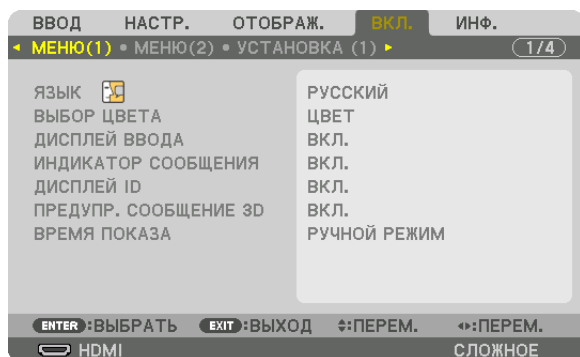 ВВОД НАСТР. ОТОБРАЖ. ВКЛ. ИНФ.
МЕНЮ(1) • МЕНЮ(2) • УСТАНОВКА (1) 1/4
ЯЗЫК РУССКИЙ
ВЫБОР ЦВЕТА ЦВЕТ
ДИСПЛЕЙ ВВОДА ВКЛ.
ИНДИКАТОР СООБЩЕНИЯ ВКЛ.
ДИСПЛЕЙ ID ВКЛ.
ПРЕДУПР. СООБЩЕНИЕ 3D ВКЛ.
ВРЕМЯ ПОКАЗА РУЧНОЙ РЕЖИМ
ENTER :ВЫБРАТЬ EXIT :ВЫХОД :ПЕРЕМ. :ПЕРЕМ.
HDMI СЛОЖНОЕ